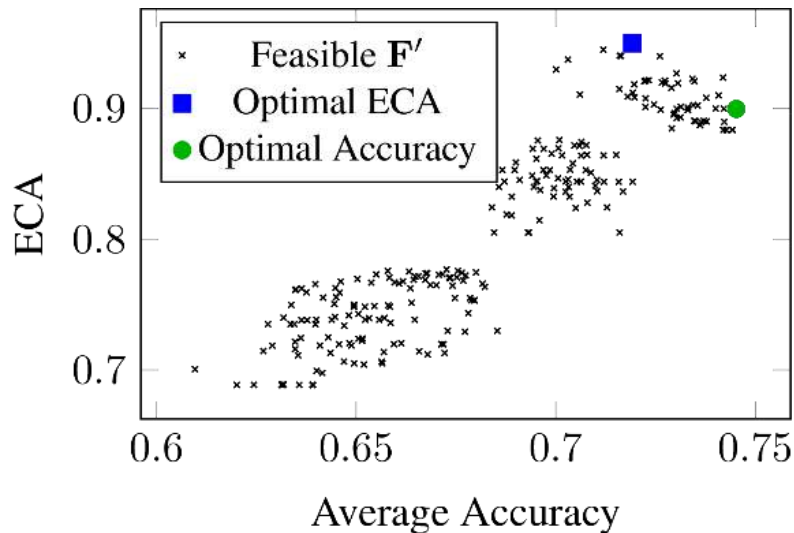 Feasible F′
Optimal ECA
Optimal Accuracy
0.9
0.8
0.7
ECA
0.6 0.65 0.7 0.75
Average Accuracy